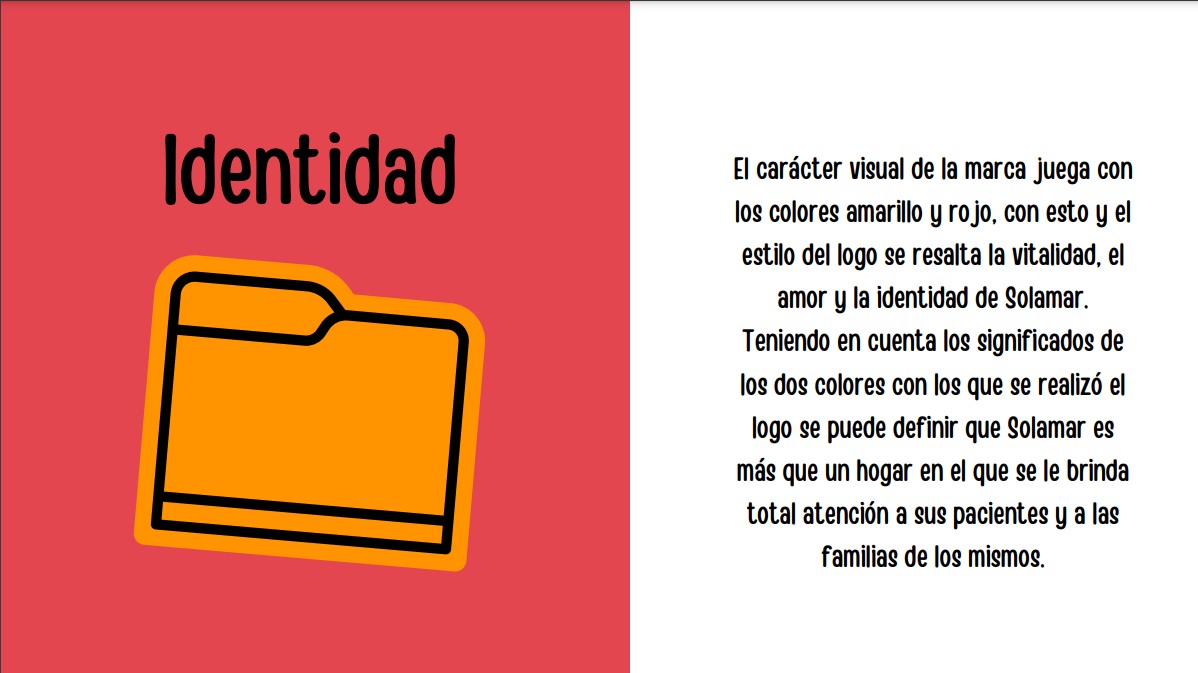 Identidad
El carácter visual de la marca juega con
los colores amarillo y rojo, con esto y el
estilo del logo se resalta la vitalidad, el
amor y la identidad de Solamar.
Teniendo en cuenta los significados de
los dos colores con los que se realizó el
logo se puede definir que Solamar es
más que un hogar en el que se le brinda
total atención a sus pacientes y a las
familias de los mismos.